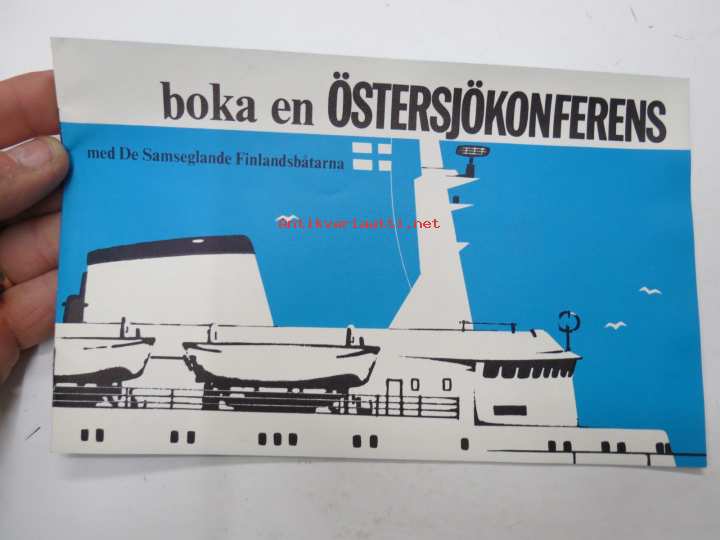 boka en ÖSTERSJÖKONFERENS
med De Samseglande Finlandsbåtarna
Antikvariaatti.net